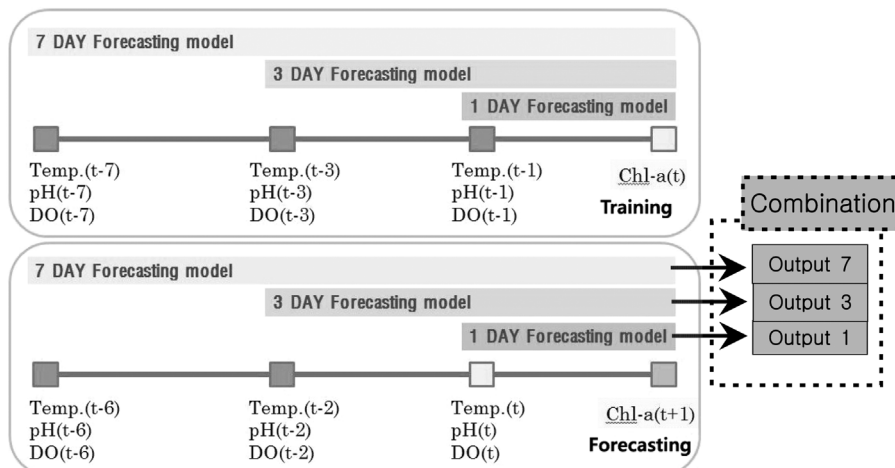 7 DAY Forecasting model
3 DAY Forecasting model
1 DAY Forecasting model
Temp.(t-7)
pH(t-7)
DO(t-7)
Temp.(t-3)
pH(t-3)
DO(t-3)
Temp.(t-1)
pH(t-1)
DO(t-1)
Chl-a(t)
Training
7 DAY Forecasting model
3 DAY Forecasting model
1 DAY Forecasting model
Temp.(t-6)
pH(t-6)
DO(t-6)
Temp.(t-2)
pH(t-2)
DO(t-2)
Temp.(t)
pH(t)
DO(t)
Chl-a(t+1)
Forecasting
Combination
Output 7
Output 3
Output 1